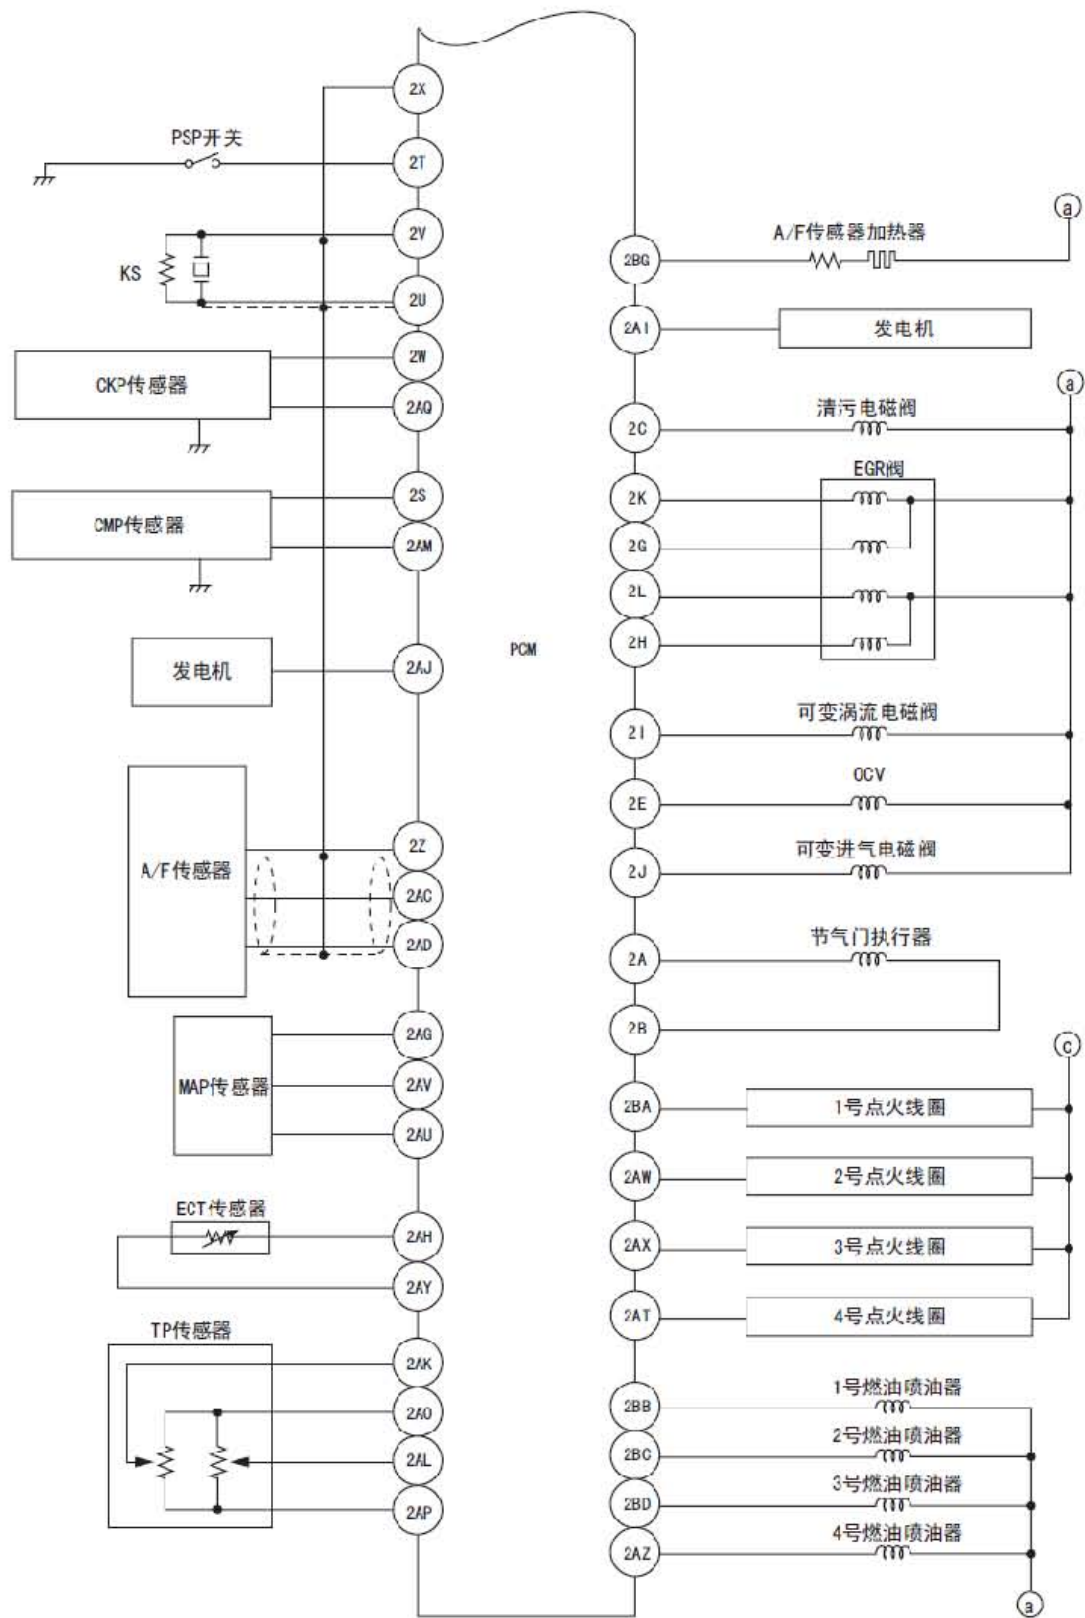 2X
PSP开关
2T
2V
KS
2U
2W
CKP传感器
2AQ
2S
CMP传感器
2AM
发电机
2AJ
2Z
A/F传感器
2AC
2AD
2AG
MAP传感器
2AV
2AU
ECT传感器
2AH
2AY
TP传感器
2AK
2AO
2AL
2AP
PCM
a
A/F传感器加热器
2BG
2AI
发电机
a
清污电磁阀
2C
EGR阀
2K
2G
2L
2H
可变涡流电磁阀
2I
OCV
2E
可变进气电磁阀
2J
节气门执行器
2A
2B
c
2BA
1号点火线圈
2AW
2号点火线圈
2AX
3号点火线圈
2AT
4号点火线圈
1号燃油喷油器
2BB
2号燃油喷油器
2BC
3号燃油喷油器
2BD
4号燃油喷油器
2AZ
a